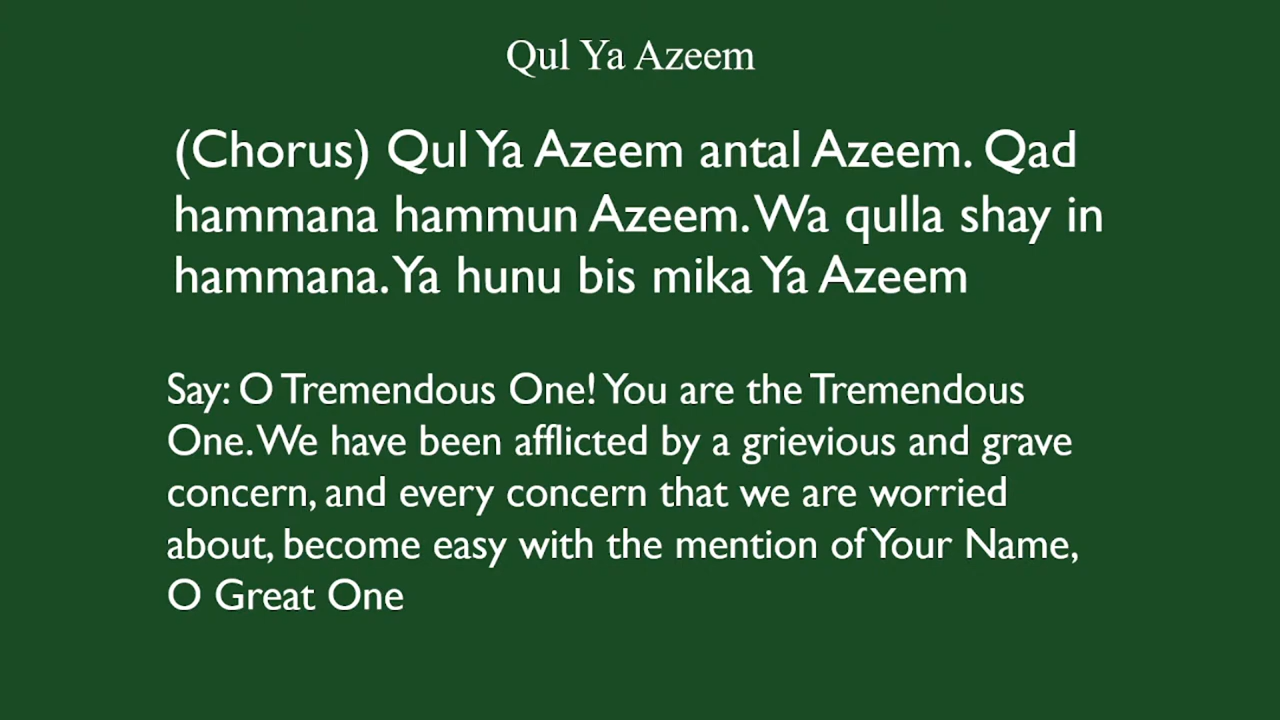 Qul Ya Azeem
(Chorus) Qul Ya Azeem antal Azeem. Qad
hammana hammun Azeem. Wa qulla shay in
hammana. Ya hunu bis mika Ya Azeem
Say: O Tremendous One! You are the Tremendous
One. We have been afflicted by a grievious and grave
concern, and every concern that we are worried
about, become easy with the mention of Your Name,
O Great One